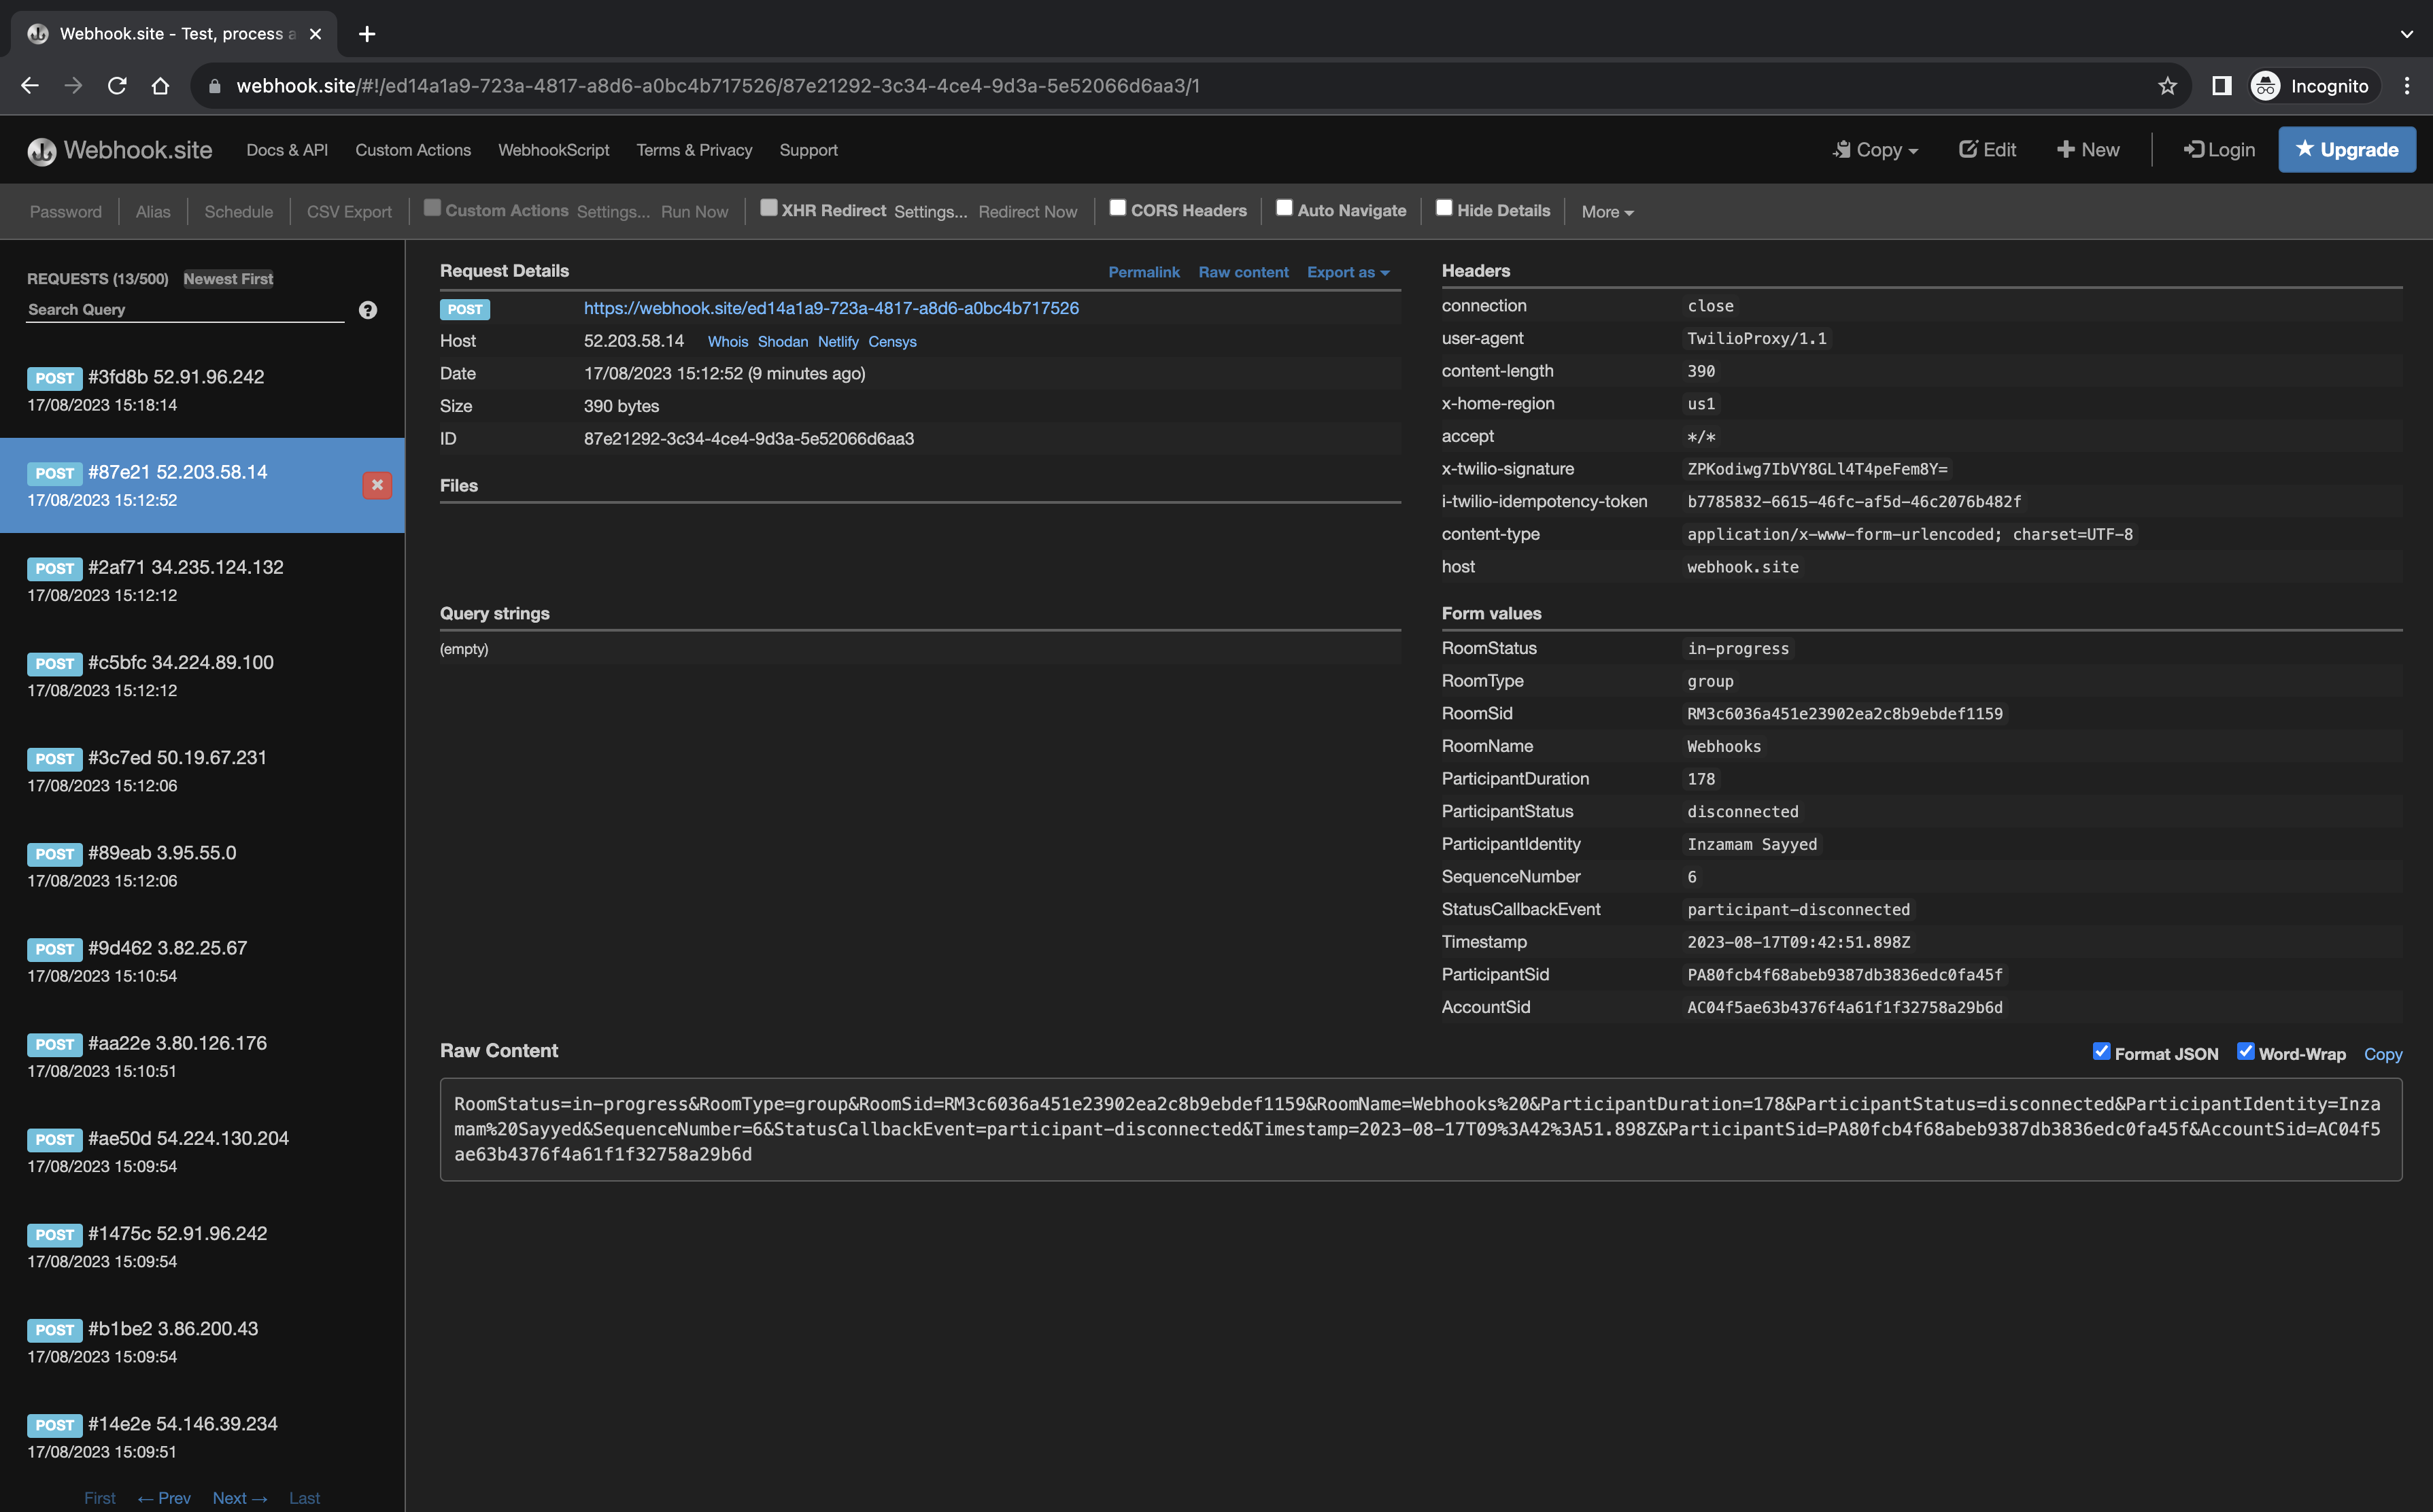 Webhook.site - Test, process a
webhook.site/#!/ed14a1a9-723a-4817-a8d6-a0bc4b717526/87e21292-3c34-4ce4-9d3a-5e52066d6aa3/1
Incognito
Webhook.site Docs & API Custom Actions WebhookScript Terms & Privacy Support Copy Edit New Login Upgrade
Password Alias Schedule CSV Export Custom Actions Settings... Run Now XHR Redirect Settings... Redirect Now CORS Headers Auto Navigate Hide Details More
REQUESTS (13/500) Newest First
Search Query
POST #3fd8b 52.91.96.242
17/08/2023 15:18:14
POST #87e21 52.203.58.14
17/08/2023 15:12:52
POST #2af71 34.235.124.132
17/08/2023 15:12:12
POST #c5bfc 34.224.89.100
17/08/2023 15:12:12
POST #3c7ed 50.19.67.231
17/08/2023 15:12:06
POST #89eab 3.95.55.0
17/08/2023 15:12:06
POST #9d462 3.82.25.67
17/08/2023 15:10:54
POST #aa22e 3.80.126.176
17/08/2023 15:10:51
POST #ae50d 54.224.130.204
17/08/2023 15:09:54
POST #1475c 52.91.96.242
17/08/2023 15:09:54
POST #b1be2 3.86.200.43
17/08/2023 15:09:54
POST #14e2e 54.146.39.234
17/08/2023 15:09:51
First ← Prev Next → Last
Request Details Permalink Raw content Export as
POST https://webhook.site/ed14a1a9-723a-4817-a8d6-a0bc4b717526
Host 52.203.58.14 Whois Shodan Netlify Censys
Date 17/08/2023 15:12:52 (9 minutes ago)
Size 390 bytes
ID 87e21292-3c34-4ce4-9d3a-5e52066d6aa3
Files
Query strings
(empty)
Headers
connection close
user-agent TwilioProxy/1.1
content-length 390
x-home-region us1
accept */*
x-twilio-signature ZPKodiwg7IbVY8GLl4T4peFem8Y=
i-twilio-idempotency-token b7785832-6615-46fc-af5d-46c2076b482f
content-type application/x-www-form-urlencoded; charset=UTF-8
host webhook.site
Form values
RoomStatus in-progress
RoomType group
RoomSid RM3c6036a451e23902ea2c8b9ebdef1159
RoomName Webhooks
ParticipantDuration 178
ParticipantStatus disconnected
ParticipantIdentity Inzamam Sayyed
SequenceNumber 6
StatusCallbackEvent participant-disconnected
Timestamp 2023-08-17T09:42:51.898Z
ParticipantSid PA80fcb4f68abeb9387db3836edc0fa45f
AccountSid AC04f5ae63b4376f4a61f1f32758a29b6d
Raw Content Format JSON Word-Wrap Copy
RoomStatus=in-progress&RoomType=group&RoomSid=RM3c6036a451e23902ea2c8b9ebdef1159&RoomName=Webhooks%20&ParticipantDuration=178&ParticipantStatus=disconnected&ParticipantIdentity=Inza
mam%20Sayyed&SequenceNumber=6&StatusCallbackEvent=participant-disconnected&Timestamp=2023-08-17T09%3A42%3A51.898Z&ParticipantSid=PA80fcb4f68abeb9387db3836edc0fa45f&AccountSid=AC04f5
ae63b4376f4a61f1f32758a29b6d